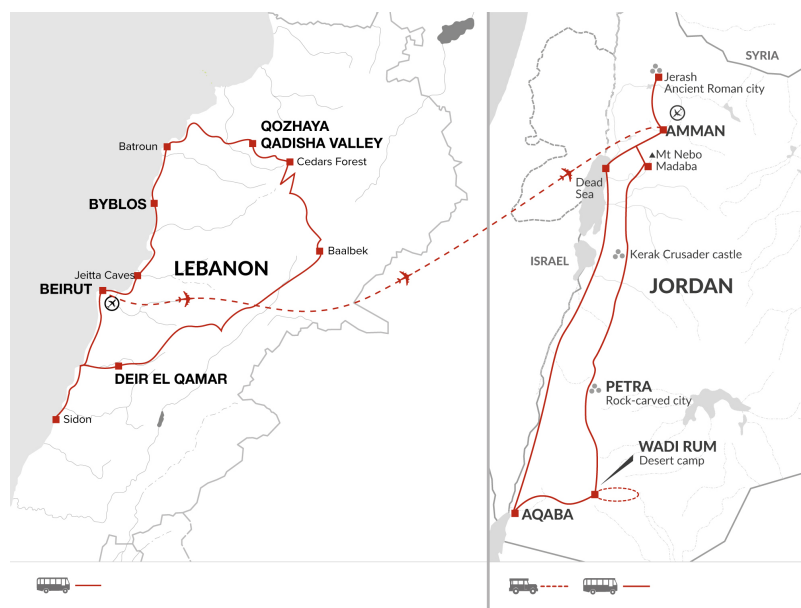 QOZHAYA
QADISHA VALLEY
Batroun
Cedars Forest
BYBLOS
Baalbek
Jeitta Caves
LEBANON
BEIRUT
DEIR EL QAMAR
Sidon
SYRIA
Jerash
Ancient Roman city
AMMAN
Mt Nebo
Madaba
Dead
Sea
ISRAEL
Kerak Crusader castle
JORDAN
PETRA
Rock-carved city
WADI RUM
Desert camp
AQABA